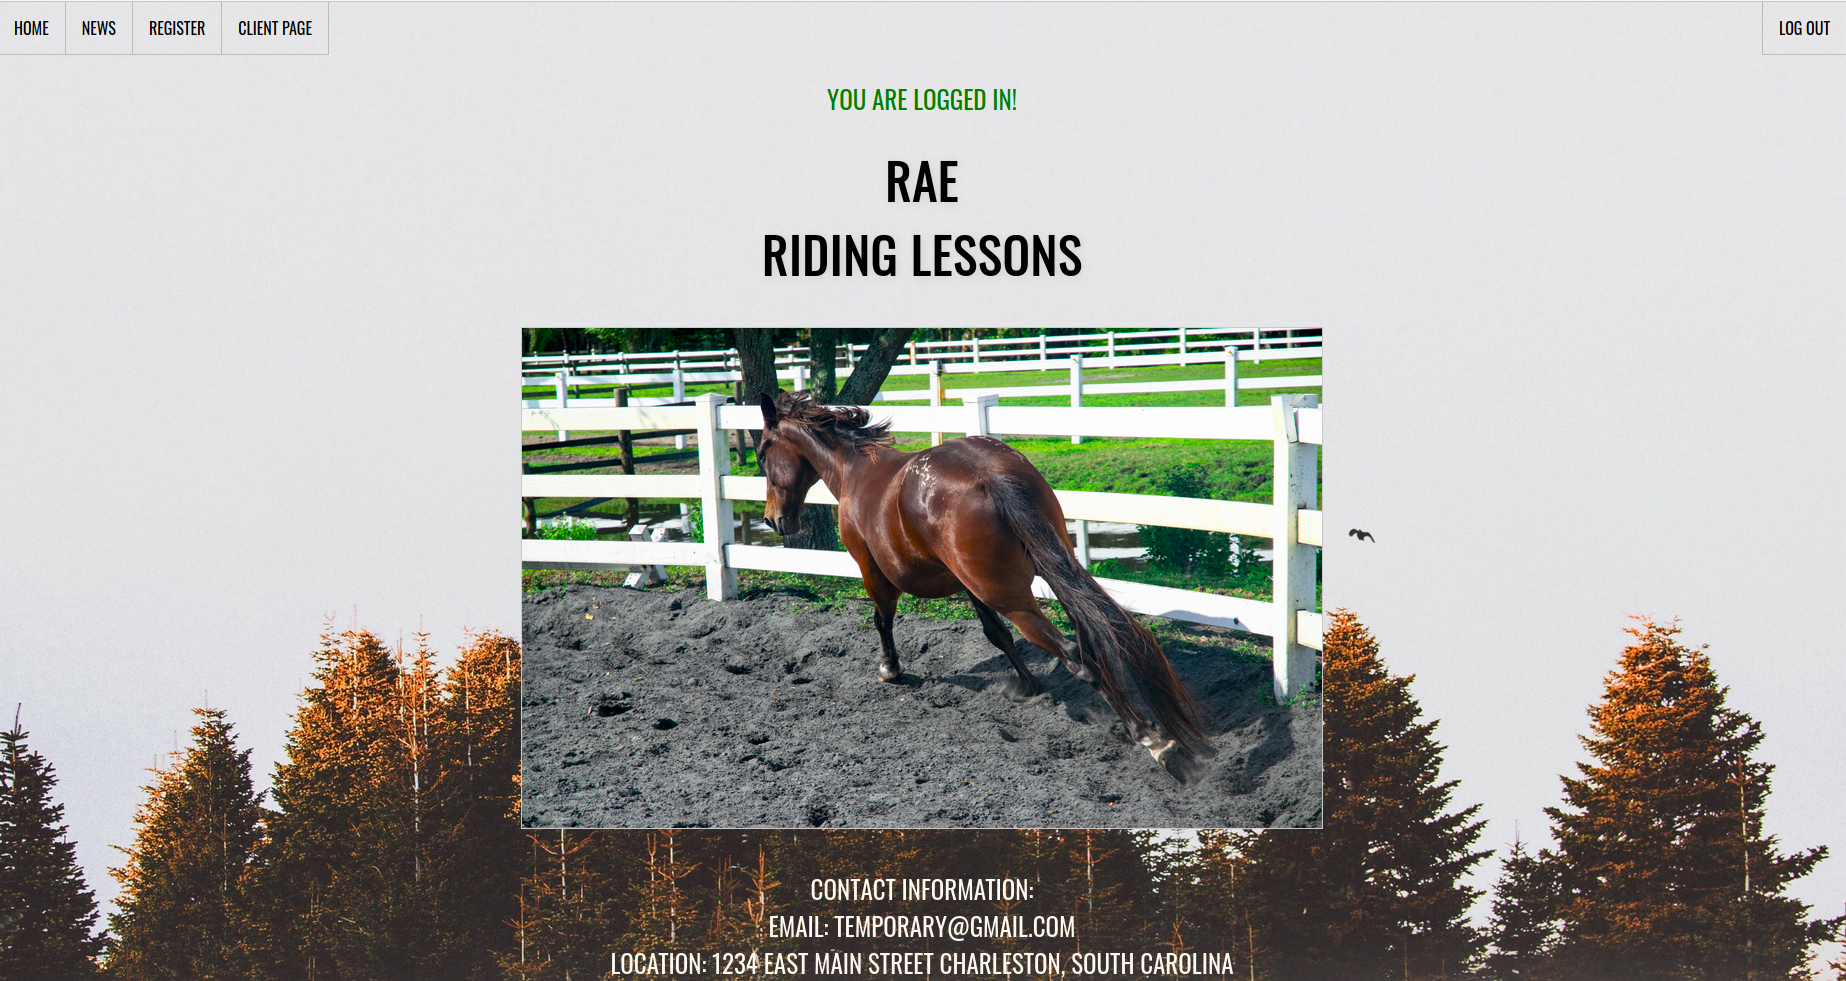 HOME
NEWS
REGISTER
CLIENT PAGE
LOG OUT
YOU ARE LOGGED IN!
RAE
RIDING LESSONS
CONTACT INFORMATION:
EMAIL: TEMPORARY@GMAIL.COM
LOCATION: 1234 EAST MAIN STREET CHARLESTON, SOUTH CAROLINA